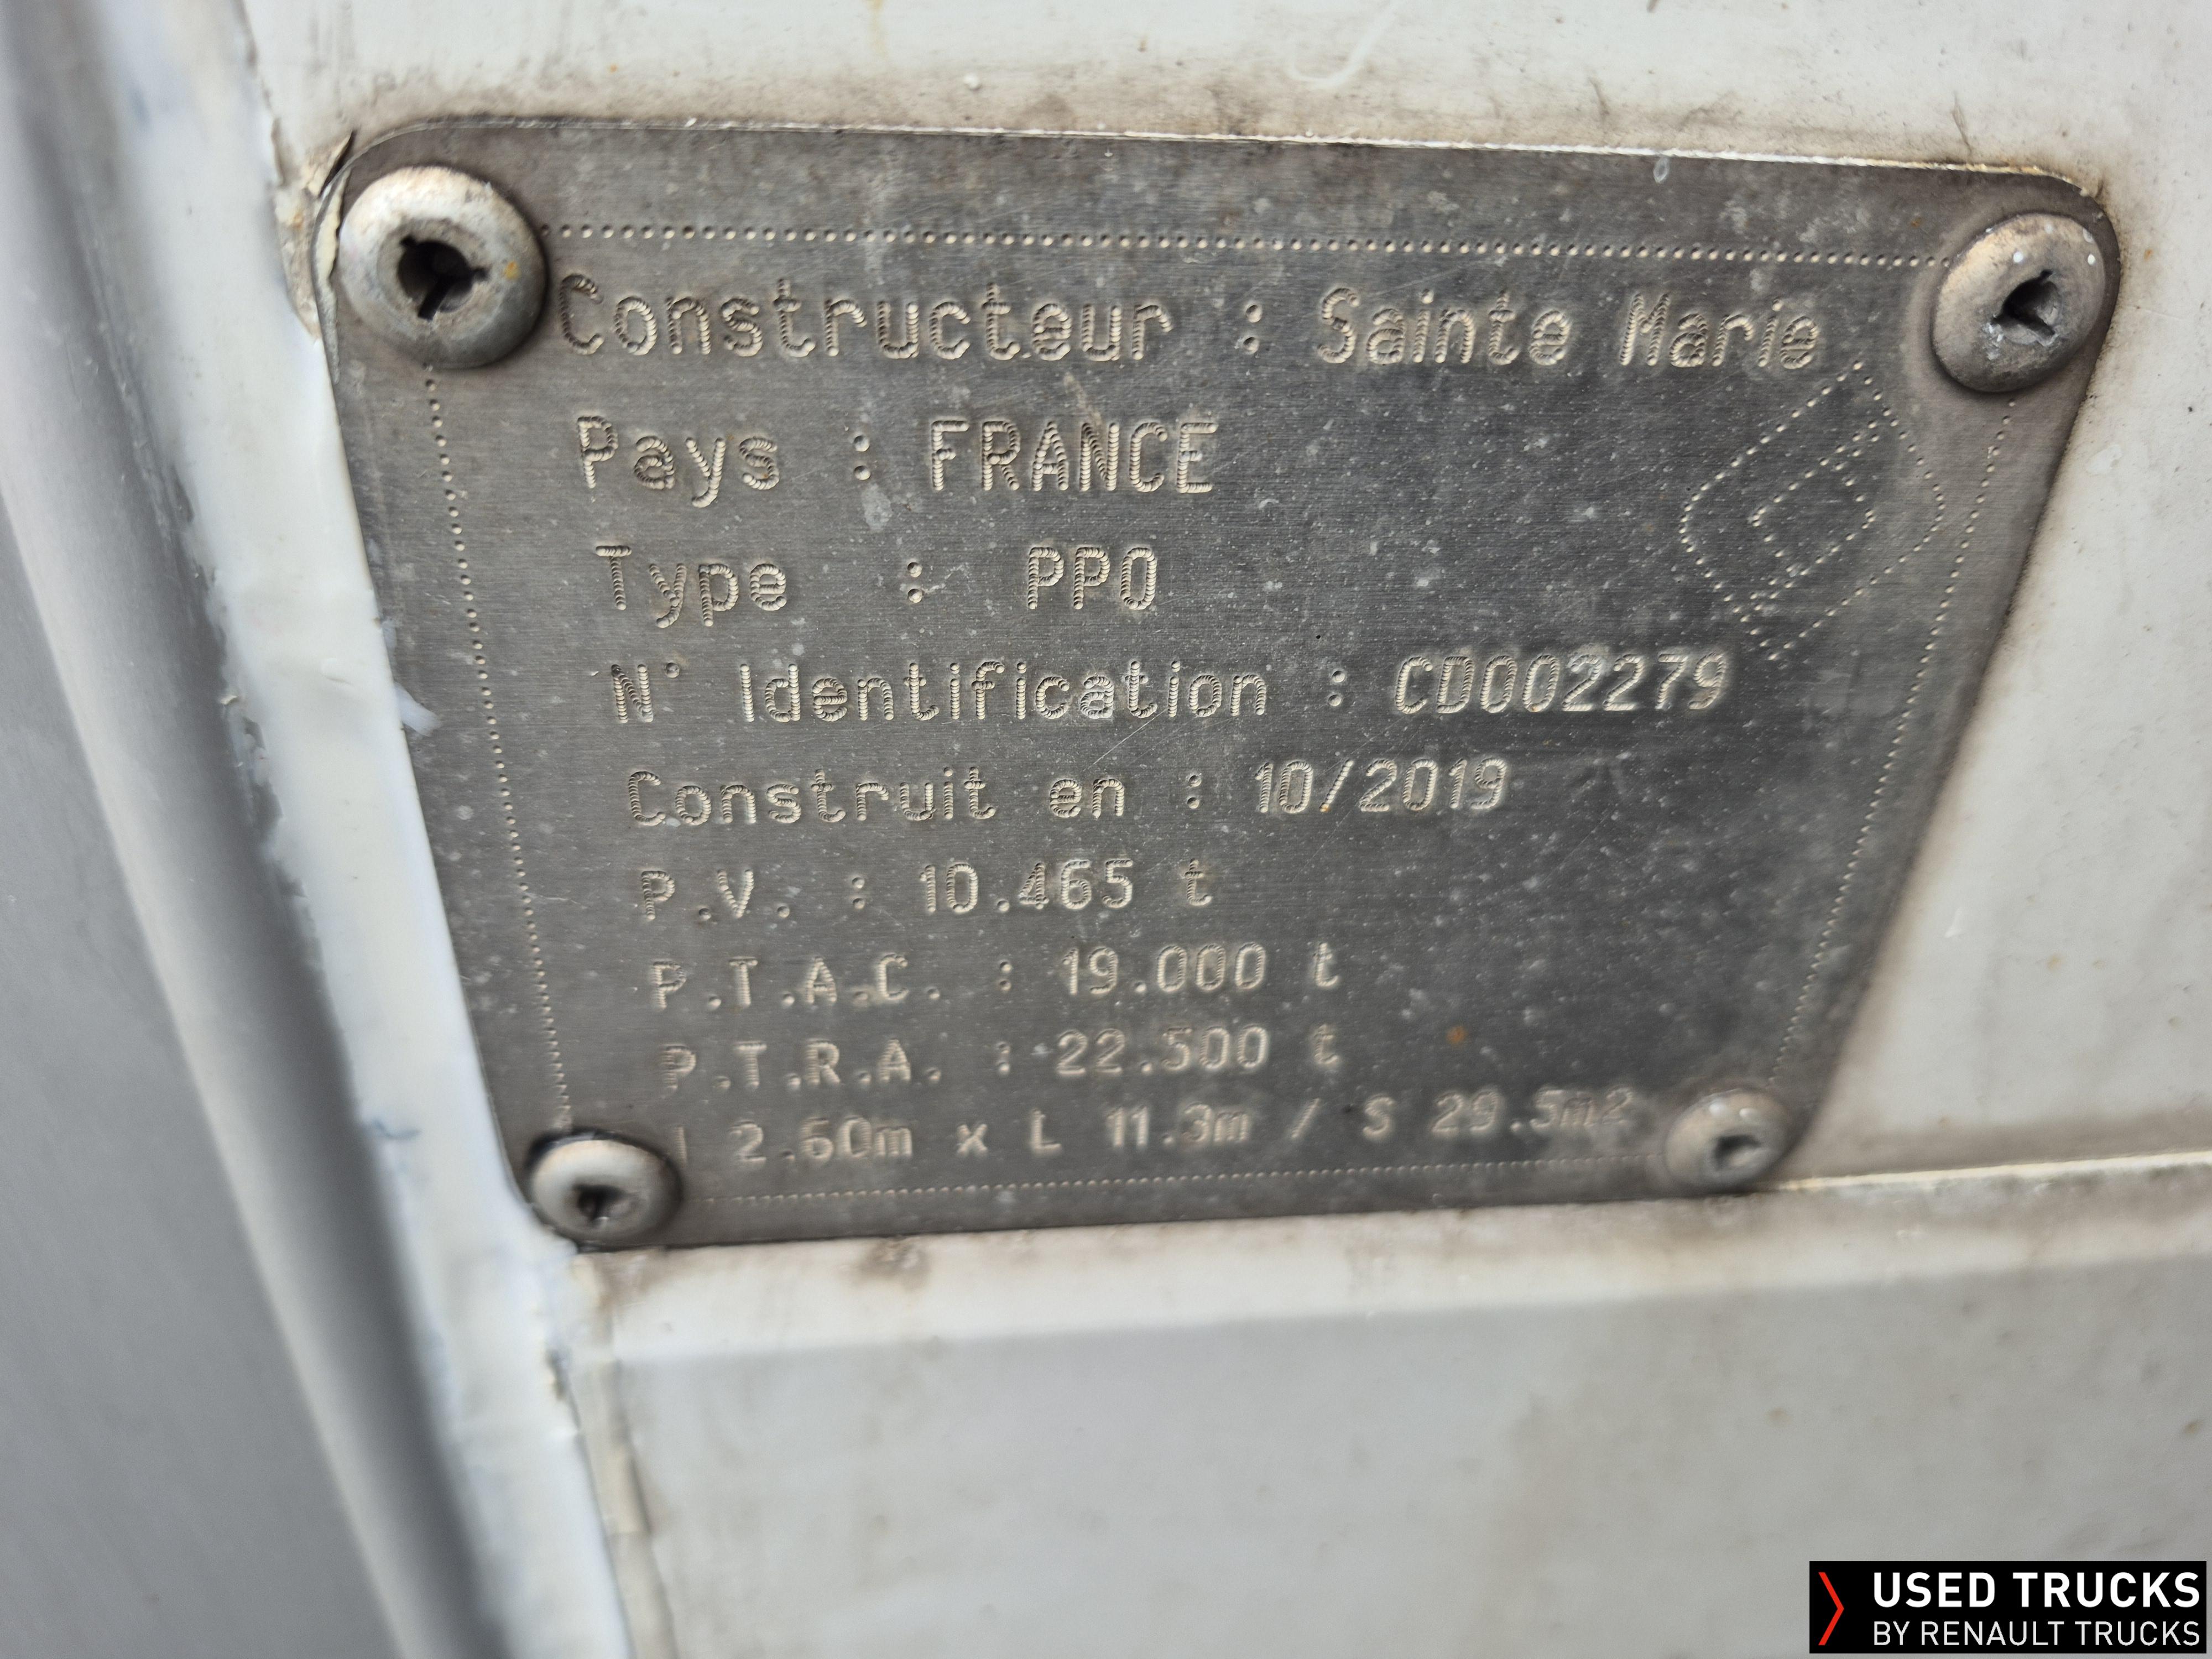 Constructeur : Sainte Marie
Pays : FRANCE
Type : PPO
N° Identification : CD002279
Construit en : 10/2019
P.V. : 10.465 t
P.T.A.C. : 19.000 t
P.T.R.A. : 22.500 t
l 2.60m x L 11.3m / S 29.5m2
USED TRUCKS
BY RENAULT TRUCKS